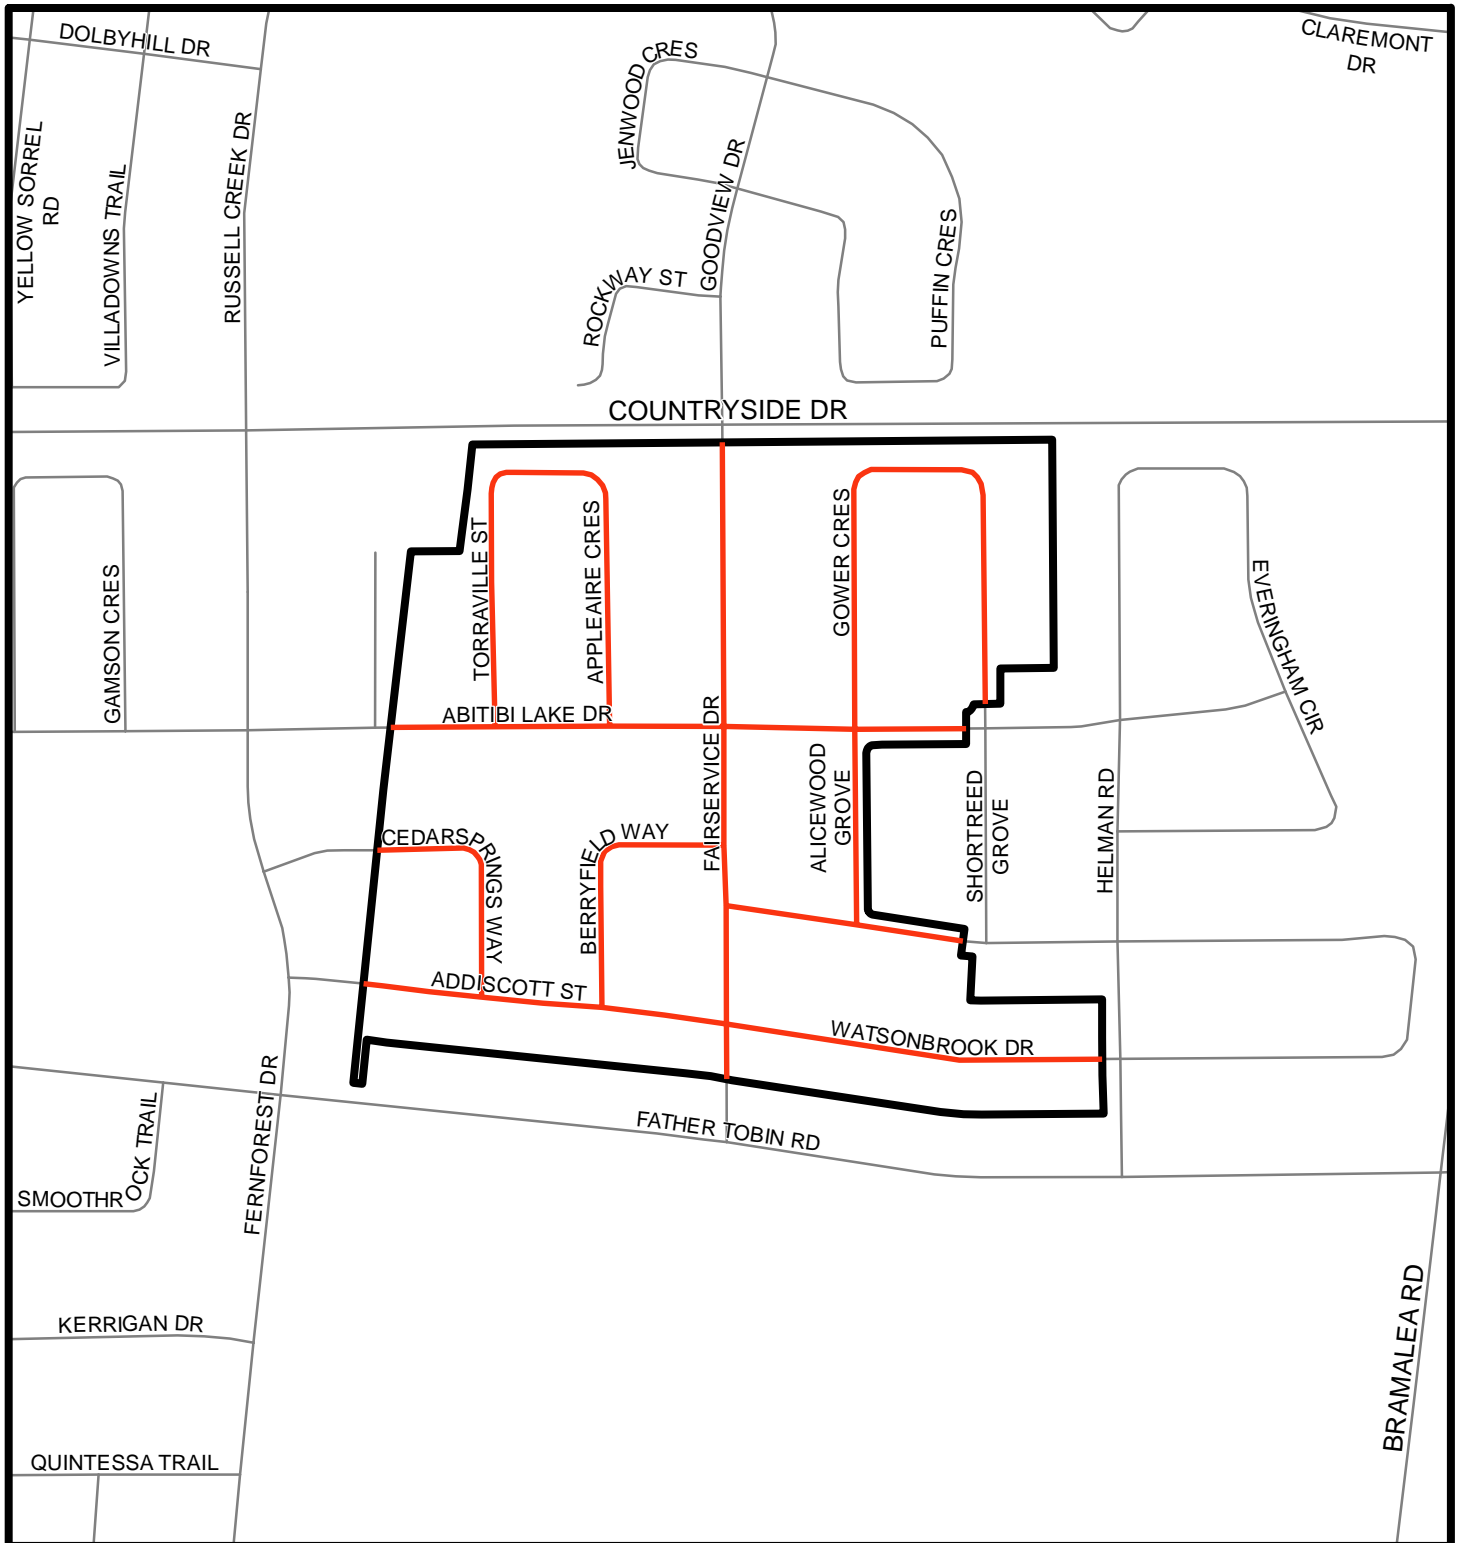 DOLBYHILL DR
CLAREMONT
DR
JENWOOD CRES
YELLOW SORREL
RD
VILLADOWNS TRAIL
RUSSELL CREEK DR
GOODVIEW DR
ROCKWAY ST
PUFFIN CRES
COUNTRYSIDE DR
GAMSON CRES
TORRAVILLE ST
APPLEAIRE CRES
GOWER CRES
EVERINGHAM CIR
ABITIBI LAKE DR
FAIRSERVICE DR
ALICEWOOD
GROVE
SHORTREED
GROVE
HELMAN RD
CEDARSPRINGS WAY
BERRYFIELD WAY
ADDISCOTT ST
WATSONBROOK DR
FATHER TOBIN RD
FERNFOREST DR
SMOOTHROCK TRAIL
KERRIGAN DR
BRAMALEA RD
QUINTESSA TRAIL